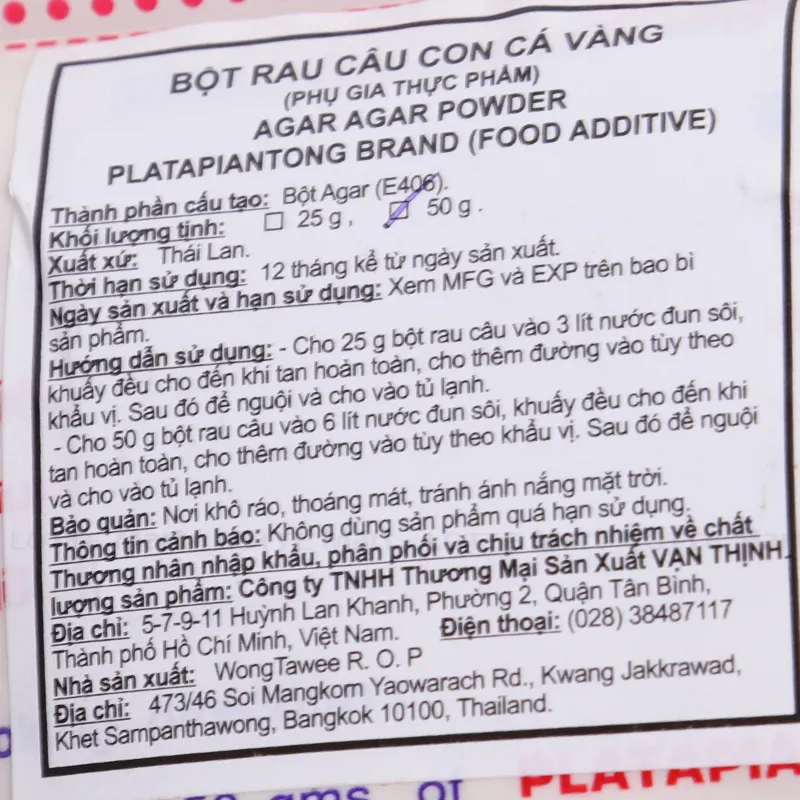 BỘT RAU CÂU CON CÁ VÀNG
(PHỤ GIA THỰC PHẨM)
AGAR AGAR POWDER
PLATAPIANTONG BRAND (FOOD ADDITIVE)
Thành phần cấu tạo: Bột Agar (E406).
Khối lượng tịnh: ☐ 25 g , ☑ 50 g .
Xuất xứ: Thái Lan.
Thời hạn sử dụng: 12 tháng kể từ ngày sản xuất.
Ngày sản xuất và hạn sử dụng: Xem MFG và EXP trên bao bì
sản phẩm.
Hướng dẫn sử dụng: - Cho 25 g bột rau câu vào 3 lít nước đun sôi,
khuấy đều cho đến khi tan hoàn toàn, cho thêm đường vào tùy theo
khẩu vị. Sau đó để nguội và cho vào tủ lạnh.
- Cho 50 g bột rau câu vào 6 lít nước đun sôi, khuấy đều cho đến khi
tan hoàn toàn, cho thêm đường vào tùy theo khẩu vị. Sau đó để nguội
và cho vào tủ lạnh.
Bảo quản: Nơi khô ráo, thoáng mát, tránh ánh nắng mặt trời.
Thông tin cảnh báo: Không dùng sản phẩm quá hạn sử dụng.
Thương nhân nhập khẩu, phân phối và chịu trách nhiệm về chất
lượng sản phẩm: Công ty TNHH Thương Mại Sản Xuất VẠN THỊNH.
Địa chỉ: 5-7-9-11 Huỳnh Lan Khanh, Phường 2, Quận Tân Bình,
Thành phố Hồ Chí Minh, Việt Nam. Điện thoại: (028) 38487117
Nhà sản xuất: WongTawee R. O. P
Địa chỉ: 473/46 Soi Mangkorn Yaowarach Rd., Kwang Jakkrawad,
Khet Sampanthawong, Bangkok 10100, Thailand.
gms. of PLATAPIA